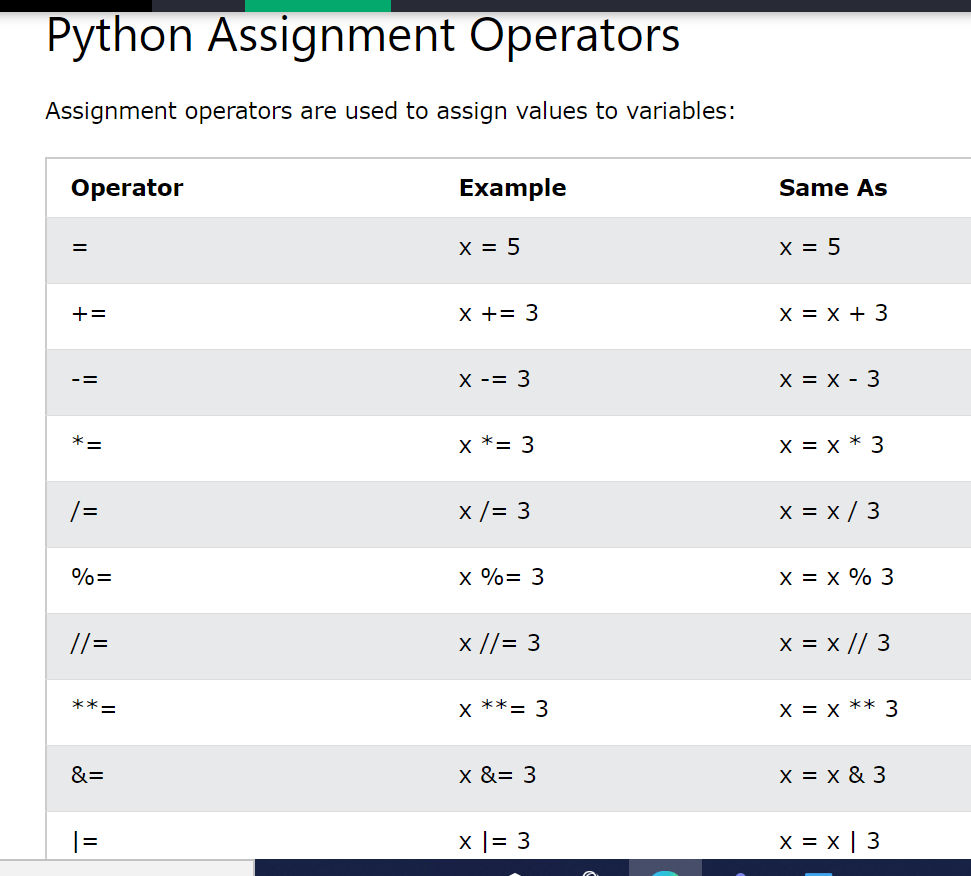 Python Assignment Operators
Assignment operators are used to assign values to variables:
Operator Example Same As
= x = 5 x = 5
+= x += 3 x = x + 3
-= x -= 3 x = x - 3
*= x *= 3 x = x * 3
/= x /= 3 x = x / 3
%= x %= 3 x = x % 3
//= x //= 3 x = x // 3
**= x **= 3 x = x ** 3
&= x &= 3 x = x & 3
|= x |= 3 x = x | 3